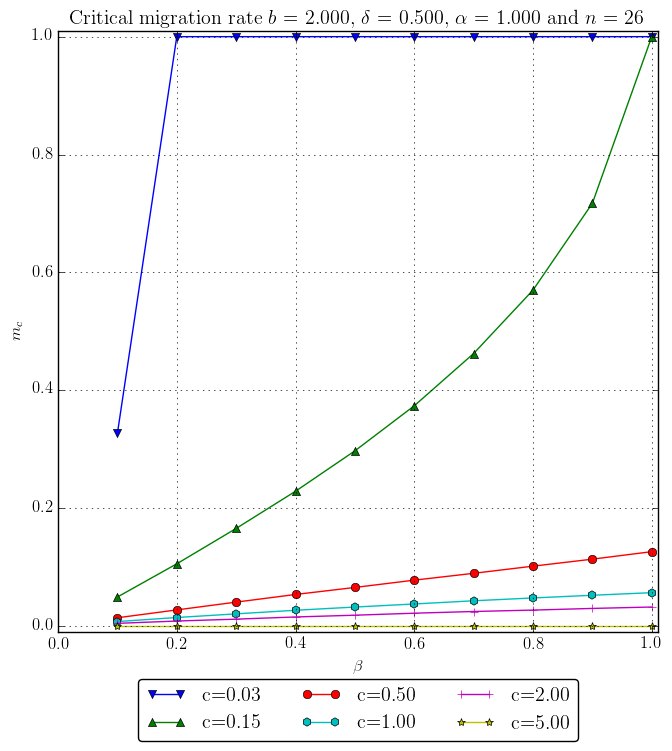 Critical migration rate b = 2.000, δ = 0.500, α = 1.000 and n = 26
1.0
0.8
0.6
0.4
0.2
0.0
m_c
0.0 0.2 0.4 0.6 0.8 1.0
β
c=0.03 c=0.50 c=2.00
c=0.15 c=1.00 c=5.00